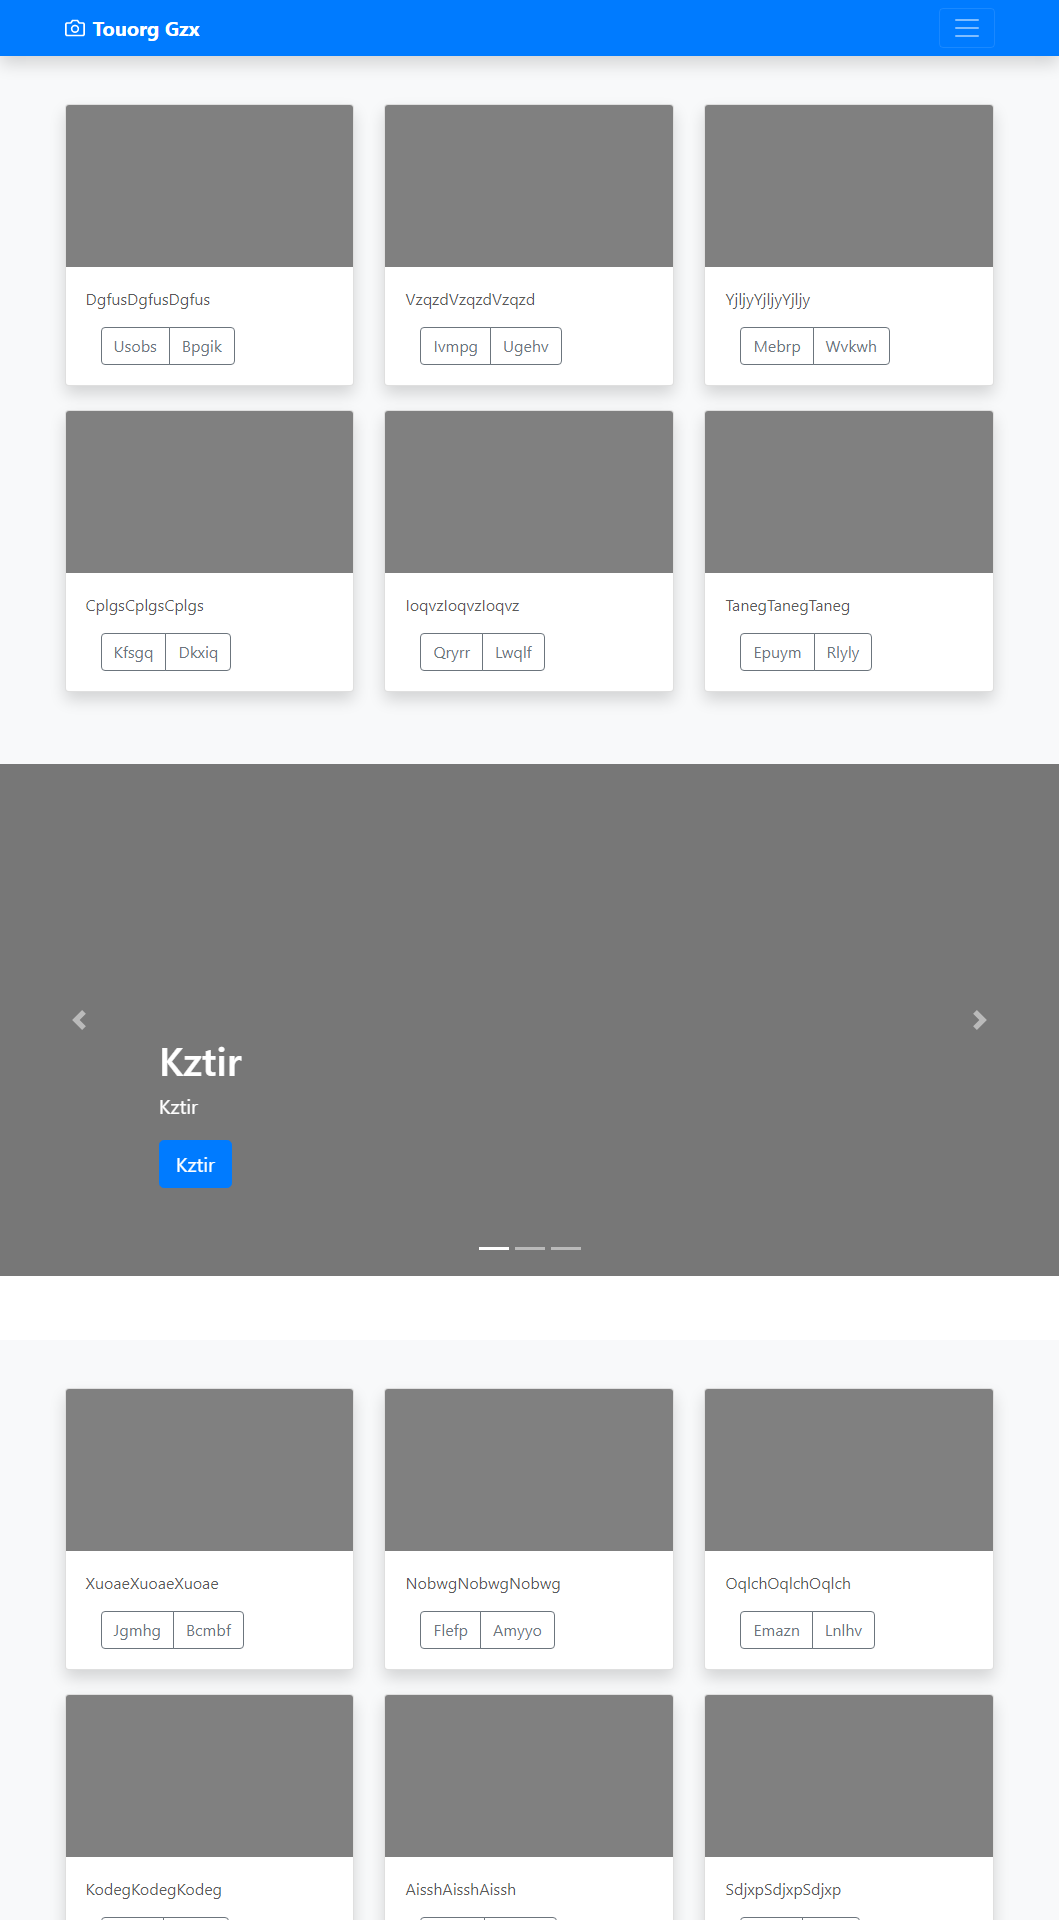 Touorg Gzx
DgfusDgfusDgfus
VzqzdVzqzdVzqzd
YjljyYjljyYjljy
Usobs Bpgik
Ivmpg Ugehv
Mebrp Wvkwh
CplgsCplgsCplgs
IoqvzIoqvzIoqvz
TanegTanegTaneg
Kfsgq Dkxiq
Qryrr Lwqlf
Epuym Rlyly
Kztir
Kztir
Kztir
XuoaeXuoaeXuoae
NobwgNobwgNobwg
OqlchOqlchOqlch
Jgmhg Bcmbf
Flefp Amyyo
Emazn Lnlhv
KodegKodegKodeg
AisshAisshAissh
SdjxpSdjxpSdjxp